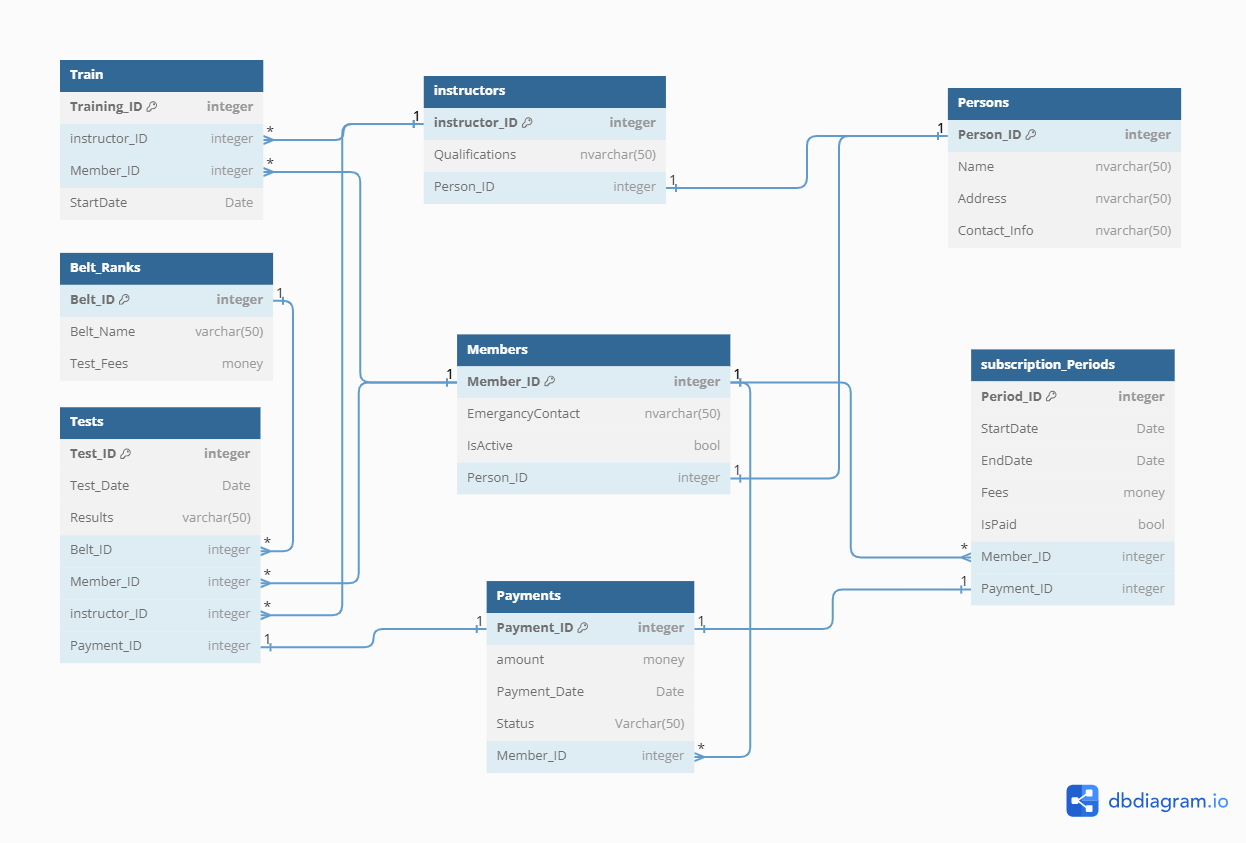 Train
Training_ID integer
instructor_ID integer *
Member_ID integer *
StartDate Date
instructors
1 instructor_ID integer
Qualifications nvarchar(50)
Person_ID integer 1
Persons
1 Person_ID integer
Name nvarchar(50)
Address nvarchar(50)
Contact_Info nvarchar(50)
Belt_Ranks
Belt_ID integer 1
Belt_Name varchar(50)
Test_Fees money
Members
1 Member_ID integer 1
EmergancyContact nvarchar(50)
IsActive bool
Person_ID integer 1
subscription_Periods
Period_ID integer
StartDate Date
EndDate Date
Fees money
IsPaid bool
* Member_ID integer
1 Payment_ID integer
Tests
Test_ID integer
Test_Date Date
Results varchar(50)
Belt_ID integer *
Member_ID integer *
instructor_ID integer *
Payment_ID integer 1
Payments
1 Payment_ID integer 1
amount money
Payment_Date Date
Status Varchar(50)
Member_ID integer *
dbdiagram.io